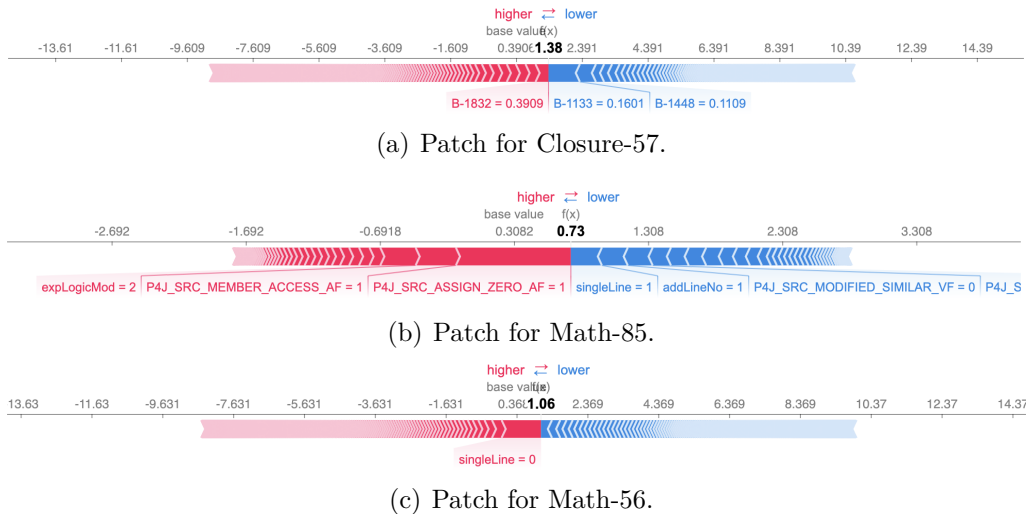 higher ⇄ lower
base value f(x)
-13.61 -11.61 -9.609 -7.609 -5.609 -3.609 -1.609 0.3906 1.38 2.391 4.391 6.391 8.391 10.39 12.39 14.39
B-1832 = 0.3909 B-1133 = 0.1601 B-1448 = 0.1109
(a) Patch for Closure-57.
higher ⇄ lower
base value f(x)
-2.692 -1.692 -0.6918 0.3082 0.73 1.308 2.308 3.308
expLogicMod = 2 P4J_SRC_MEMBER_ACCESS_AF = 1 P4J_SRC_ASSIGN_ZERO_AF = 1 singleLine = 1 addLineNo = 1 P4J_SRC_MODIFIED_SIMILAR_VF = 0 P4J_S
(b) Patch for Math-85.
higher ⇄ lower
base value f(x)
13.63 -11.63 -9.631 -7.631 -5.631 -3.631 -1.631 0.368 1.06 2.369 4.369 6.369 8.369 10.37 12.37 14.37
singleLine = 0
(c) Patch for Math-56.